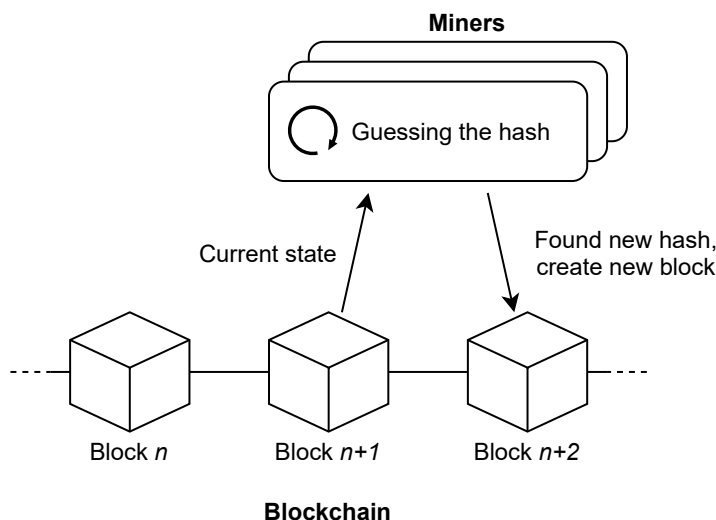 Miners
Guessing the hash
Current state
Found new hash,
create new block
Block n
Block n+1
Block n+2
Blockchain